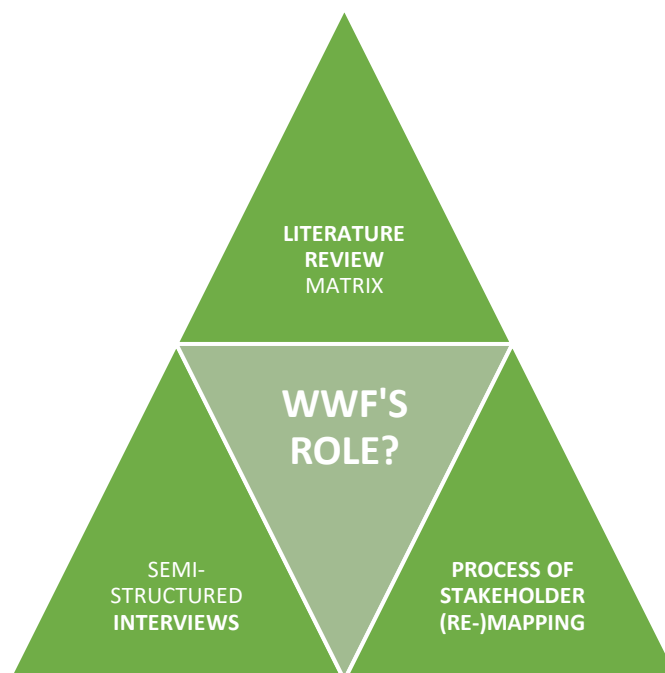 LITERATURE
REVIEW
MATRIX
WWF'S
ROLE?
SEMI-
STRUCTURED
INTERVIEWS
PROCESS OF
STAKEHOLDER
(RE-)MAPPING